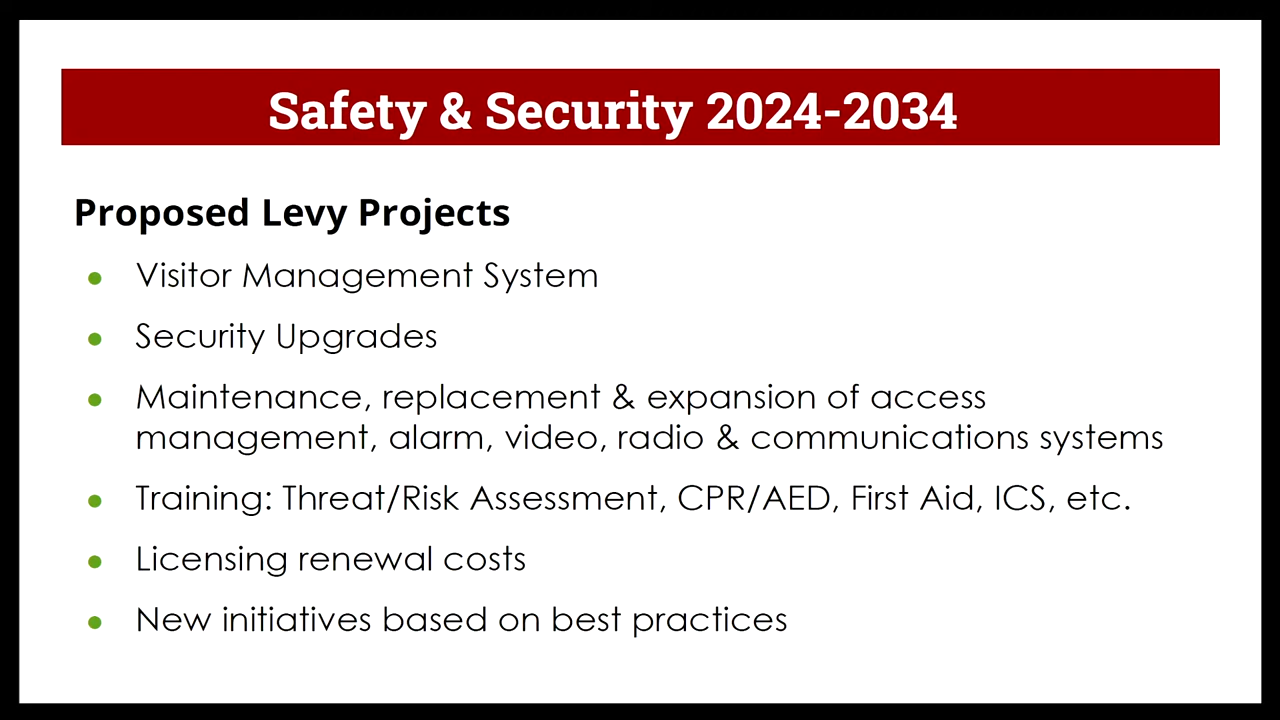 Safety & Security 2024-2034
Proposed Levy Projects
● Visitor Management System
● Security Upgrades
● Maintenance, replacement & expansion of access
management, alarm, video, radio & communications systems
● Training: Threat/Risk Assessment, CPR/AED, First Aid, ICS, etc.
● Licensing renewal costs
● New initiatives based on best practices